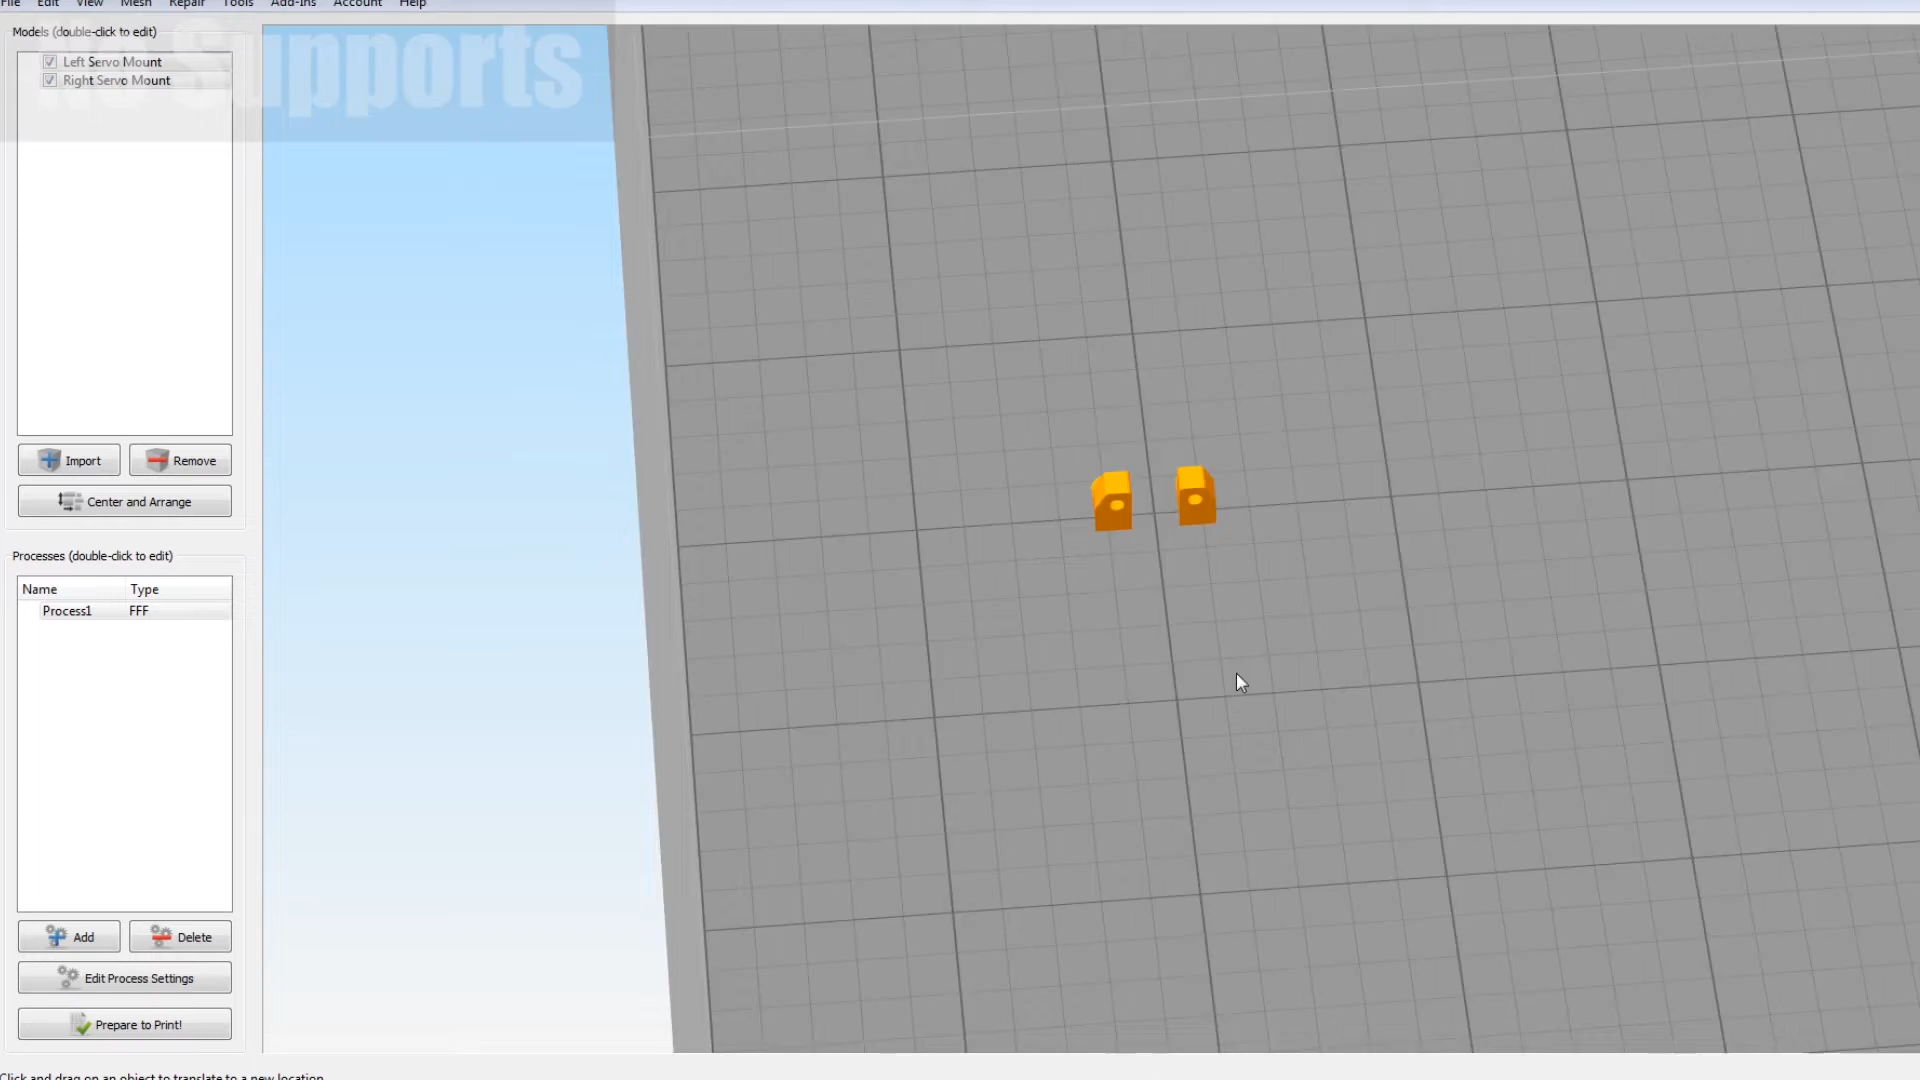 File Edit View Mesh Repair Tools Add-Ins Account Help
Models (double-click to edit)
No Supports
Left Servo Mount
Right Servo Mount
Import Remove
Center and Arrange
Processes (double-click to edit)
Name Type
Process1 FFF
Add Delete
Edit Process Settings
Prepare to Print!
Click and drag on an object to translate to a new location